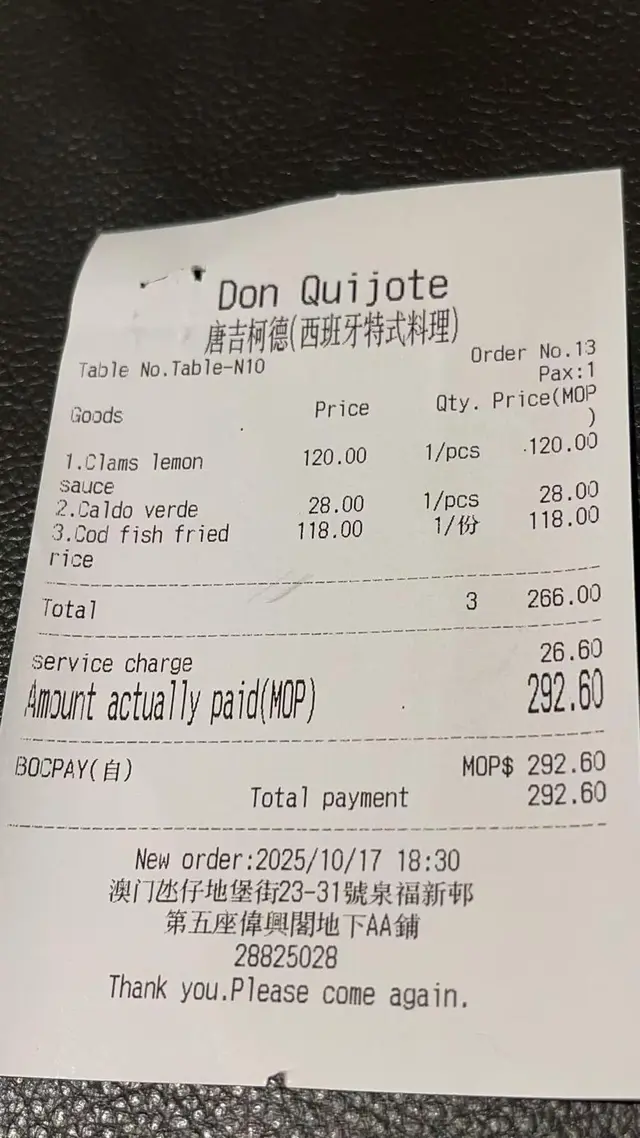 Don Quijote
唐吉柯德(西班牙特式料理)
Table No.Table-N10 Order No.13
Pax:1
Goods Price Qty. Price(MOP
)
1.Clams lemon 120.00 1/pcs 120.00
sauce
2.Caldo verde 28.00 1/pcs 28.00
3.Cod fish fried 118.00 1/份 118.00
rice
Total 3 266.00
service charge 26.60
Amount actually paid(MOP) 292.60
BOCPAY(自) MOP$ 292.60
Total payment 292.60
New order:2025/10/17 18:30
澳门氹仔地堡街23-31號泉福新邨
第五座偉興閣地下AA鋪
28825028
Thank you.Please come again.